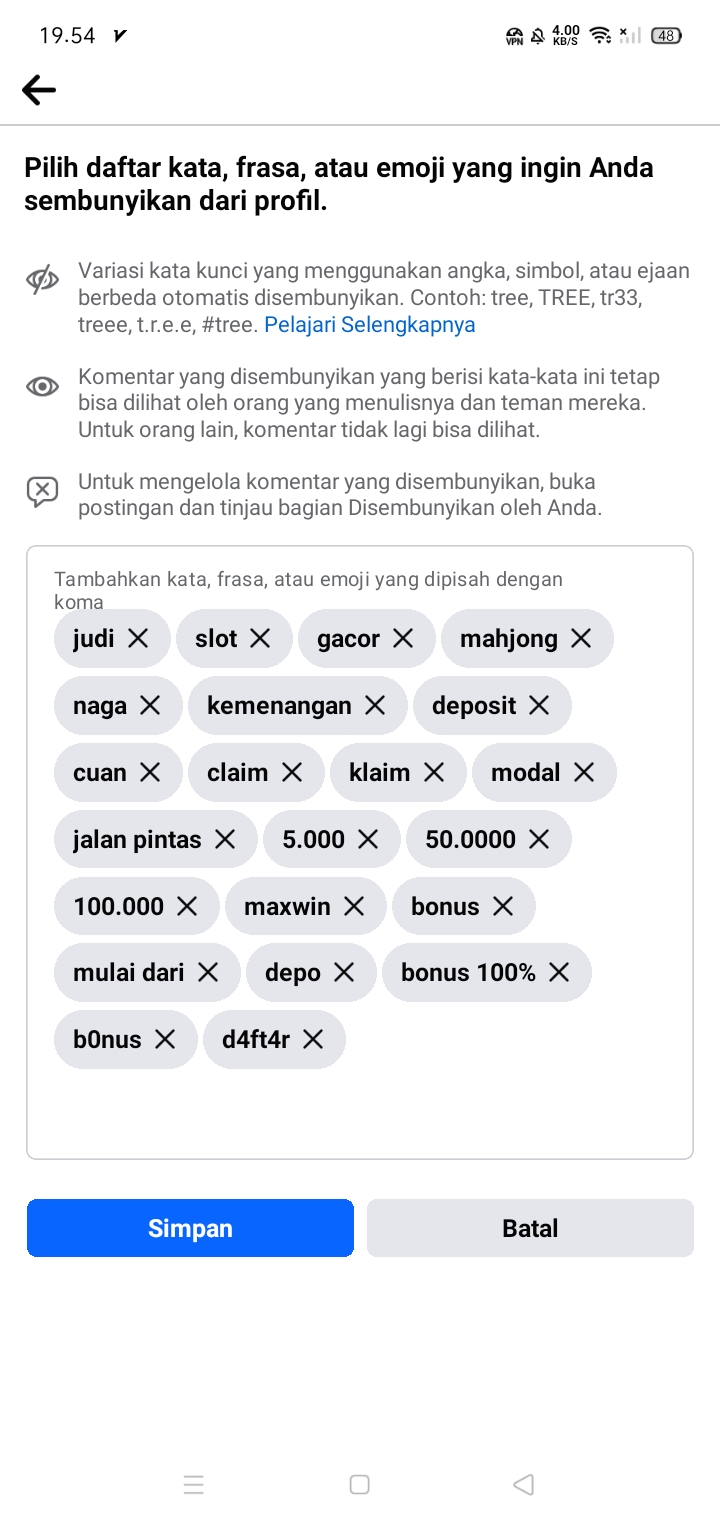 19.54
VPN 4.00 KB/S 48
Pilih daftar kata, frasa, atau emoji yang ingin Anda
sembunyikan dari profil.
Variasi kata kunci yang menggunakan angka, simbol, atau ejaan
berbeda otomatis disembunyikan. Contoh: tree, TREE, tr33,
treee, t.r.e.e, #tree. Pelajari Selengkapnya
Komentar yang disembunyikan yang berisi kata-kata ini tetap
bisa dilihat oleh orang yang menulisnya dan teman mereka.
Untuk orang lain, komentar tidak lagi bisa dilihat.
Untuk mengelola komentar yang disembunyikan, buka
postingan dan tinjau bagian Disembunyikan oleh Anda.
Tambahkan kata, frasa, atau emoji yang dipisah dengan
koma
judi slot gacor mahjong
naga kemenangan deposit
cuan claim klaim modal
jalan pintas 5.000 50.0000
100.000 maxwin bonus
mulai dari depo bonus 100%
b0nus d4ft4r
Simpan Batal